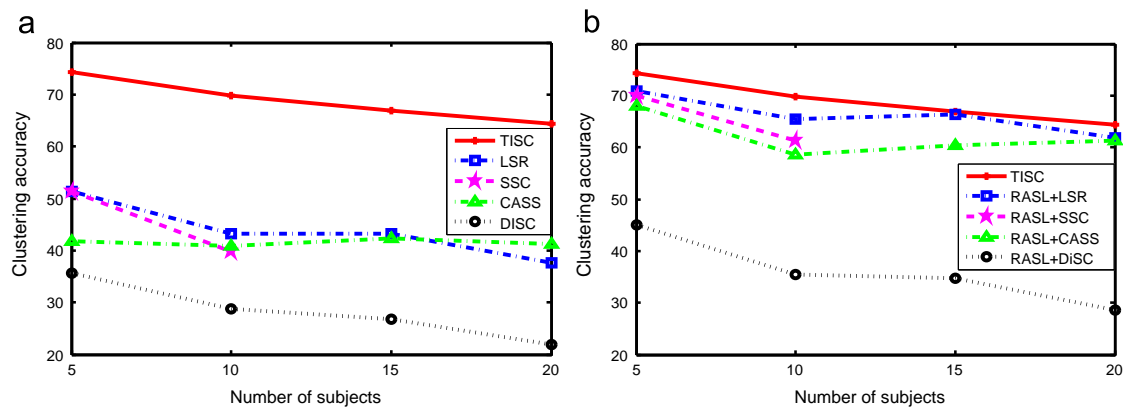 a
80
70
60
50
40
30
20
5
10
15
20
Clustering accuracy
Number of subjects
TISC
LSR
SSC
CASS
DISC
b
80
70
60
50
40
30
20
5
10
15
20
Clustering accuracy
Number of subjects
TISC
RASL+LSR
RASL+SSC
RASL+CASS
RASL+DiSC